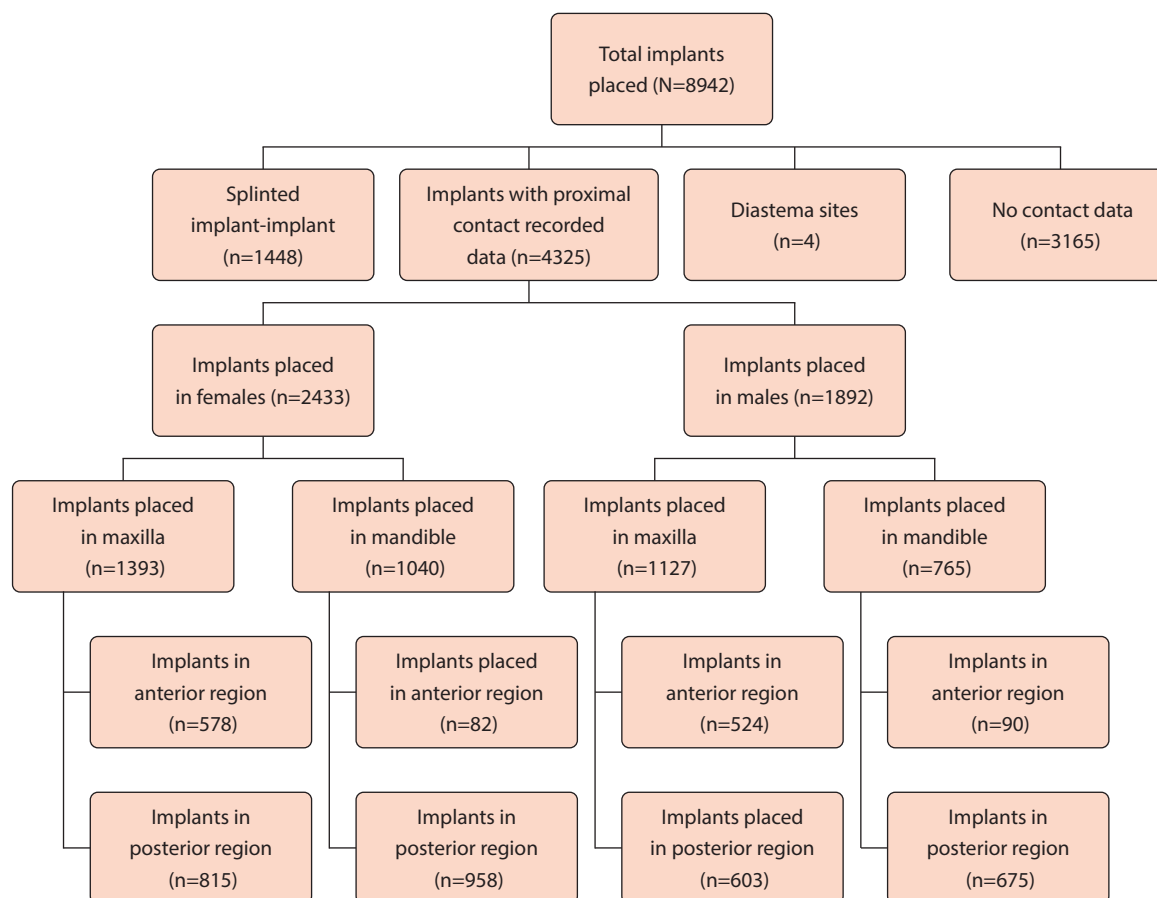 Total implants
placed (N=8942)
Splinted
implant-implant
(n=1448)
Implants with proximal
contact recorded
data (n=4325)
Diastema sites
(n=4)
No contact data
(n=3165)
Implants placed
in females (n=2433)
Implants placed
in males (n=1892)
Implants placed
in maxilla
(n=1393)
Implants placed
in mandible
(n=1040)
Implants placed
in maxilla
(n=1127)
Implants placed
in mandible
(n=765)
Implants in
anterior region
(n=578)
Implants placed
in anterior region
(n=82)
Implants in
anterior region
(n=524)
Implants in
anterior region
(n=90)
Implants in
posterior region
(n=815)
Implants in
posterior region
(n=958)
Implants placed
in posterior region
(n=603)
Implants in
posterior region
(n=675)